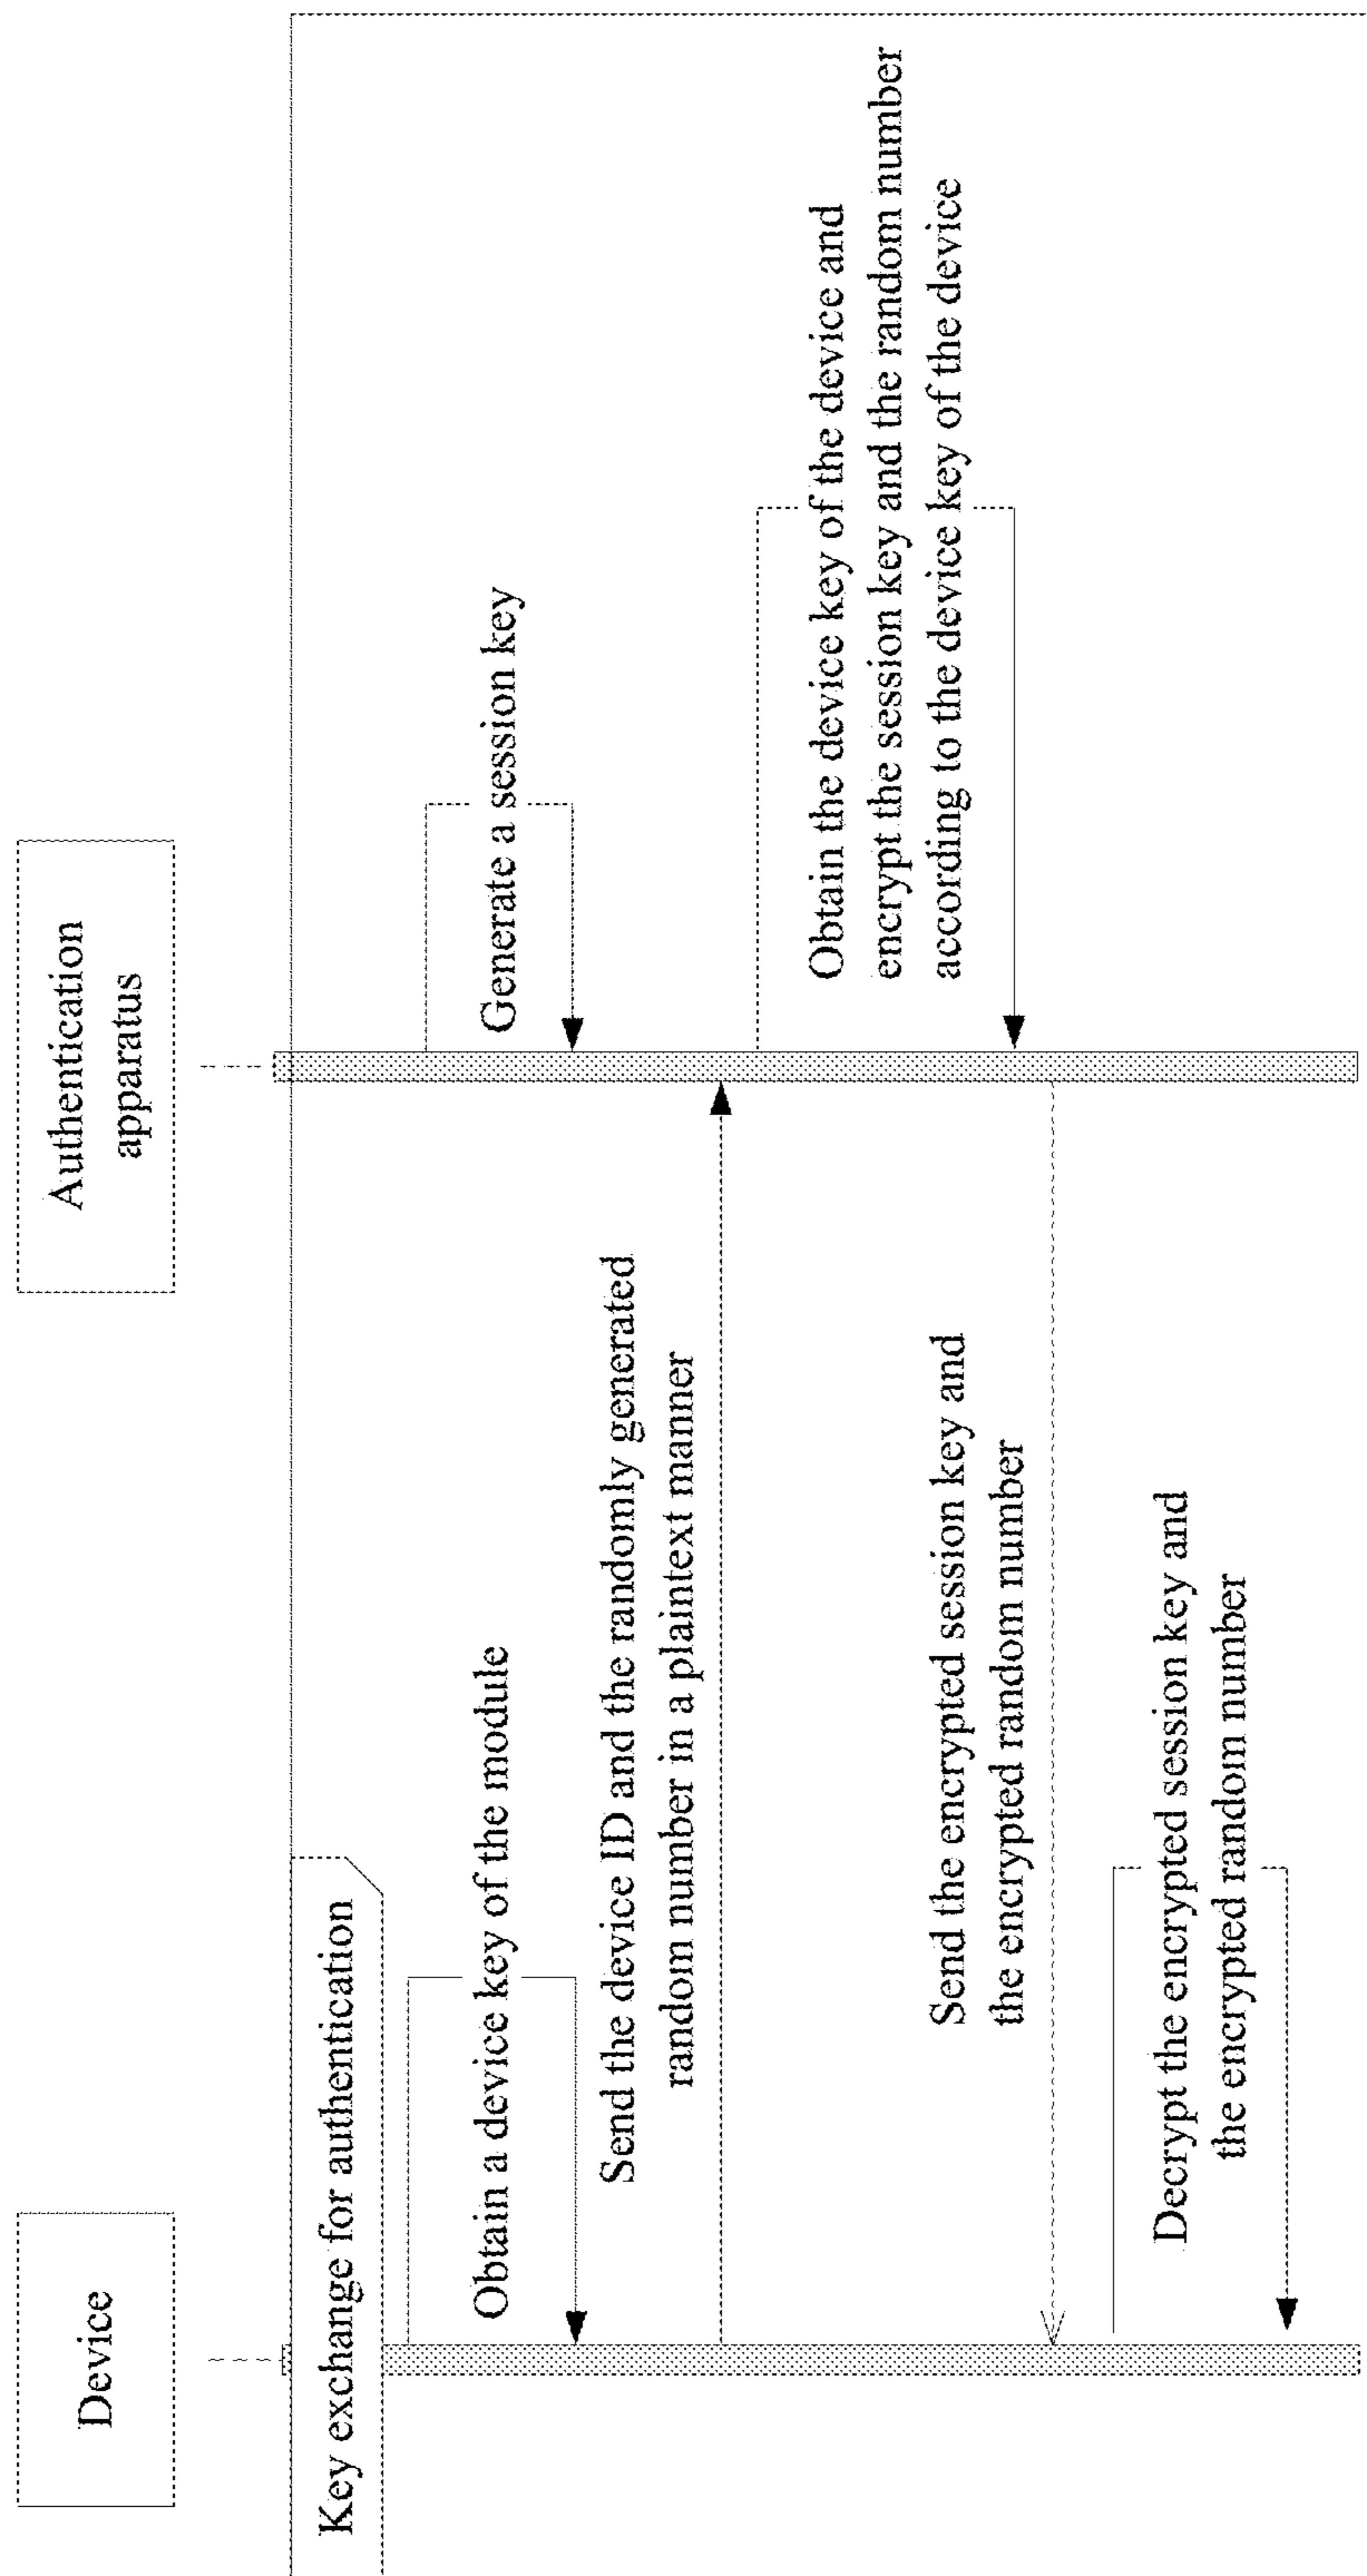 Device
Authentication
apparatus
Key exchange for authentication
Obtain a device key of the module
Generate a session key
Send the device ID and the randomly generated
random number in a plaintext manner
Obtain the device key of the device and
encrypt the session key and the random number
according to the device key of the device
Send the encrypted session key and
the encrypted random number
Decrypt the encrypted session key and
the encrypted random number